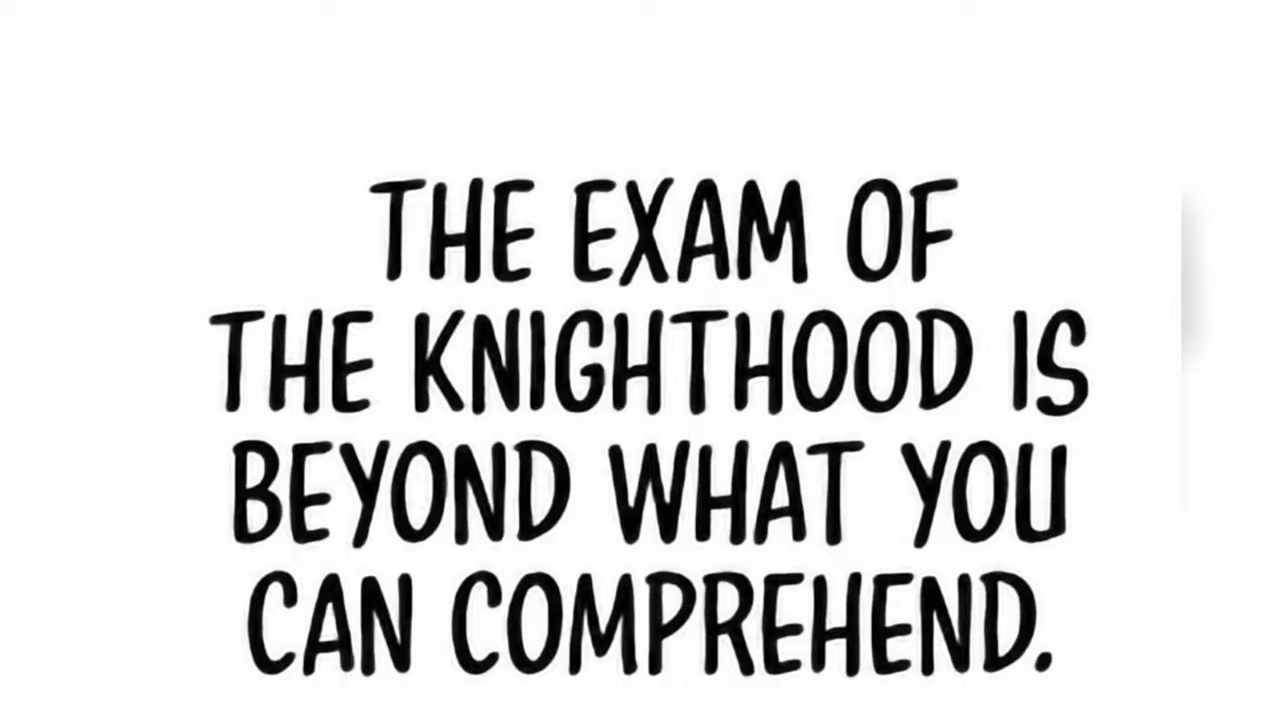 THE EXAM OF
THE KNIGHTHOOD IS
BEYOND WHAT YOU
CAN COMPREHEND.